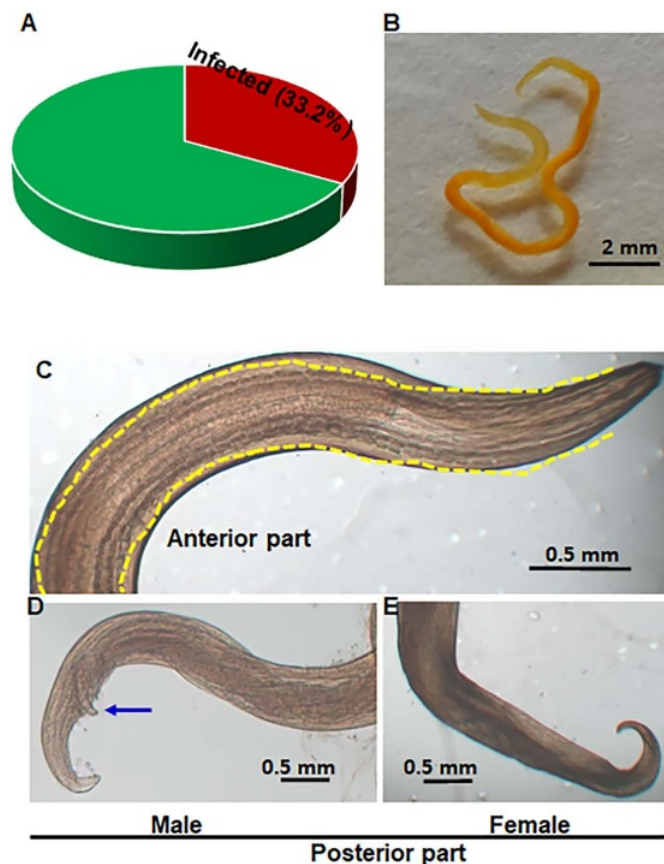 A
Infected (33.2%)
B
2 mm
C
Anterior part
0.5 mm
D
0.5 mm
E
0.5 mm
Male
Female
Posterior part